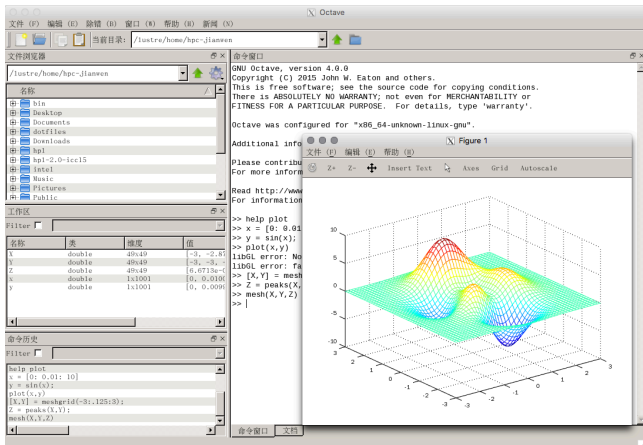 Octave
文件 (F) 编辑 (E) 除错 (B) 窗口 (W) 帮助 (H) 新闻 (N)
当前目录: /lustre/home/hpc-jianwen
文件浏览器
/lustre/home/hpc-jianwen
名称 /
bin
Desktop
Documents
dotfiles
Downloads
hpl
hpl-2.0-icc15
intel
Music
Pictures
Public
工作区
Filter
名称 类 维度 值
X double 49x49 [-3, -2.87
Y double 49x49 [-3, -3, -
Z double 49x49 [6.6713e-0
x double 1x1001 [0, 0.0100
y double 1x1001 [0, 0.0099
命令历史
Filter
help plot
x = [0: 0.01: 10]
y = sin(x);
plot(x,y)
[X,Y] = meshgrid(-3:.125:3);
Z = peaks(X,Y);
mesh(X,Y,Z)
命令窗口
GNU Octave, version 4.0.0
Copyright (C) 2015 John W. Eaton and others.
This is free software; see the source code for copying conditions.
There is ABSOLUTELY NO WARRANTY; not even for MERCHANTABILITY or
FITNESS FOR A PARTICULAR PURPOSE. For details, type 'warranty'.
Octave was configured for "x86_64-unknown-linux-gnu".
Additional info
Please contribu
For more inform
Read http://www
For information
>> help plot
>> x = [0: 0.01
>> y = sin(x);
>> plot(x,y)
libGL error: No
libGL error: fa
>> [X,Y] = mesh
>> Z = peaks(X,
>> mesh(X,Y,Z)
>>
命令窗口 文档
Figure 1
文件 (F) 编辑 (E) 帮助 (H)
Z+ Z- Insert Text Axes Grid Autoscale
10
5
0
-5
-10
3
2
1
0
-1
-2
-3
-3
-2
-1
0
1
2
3